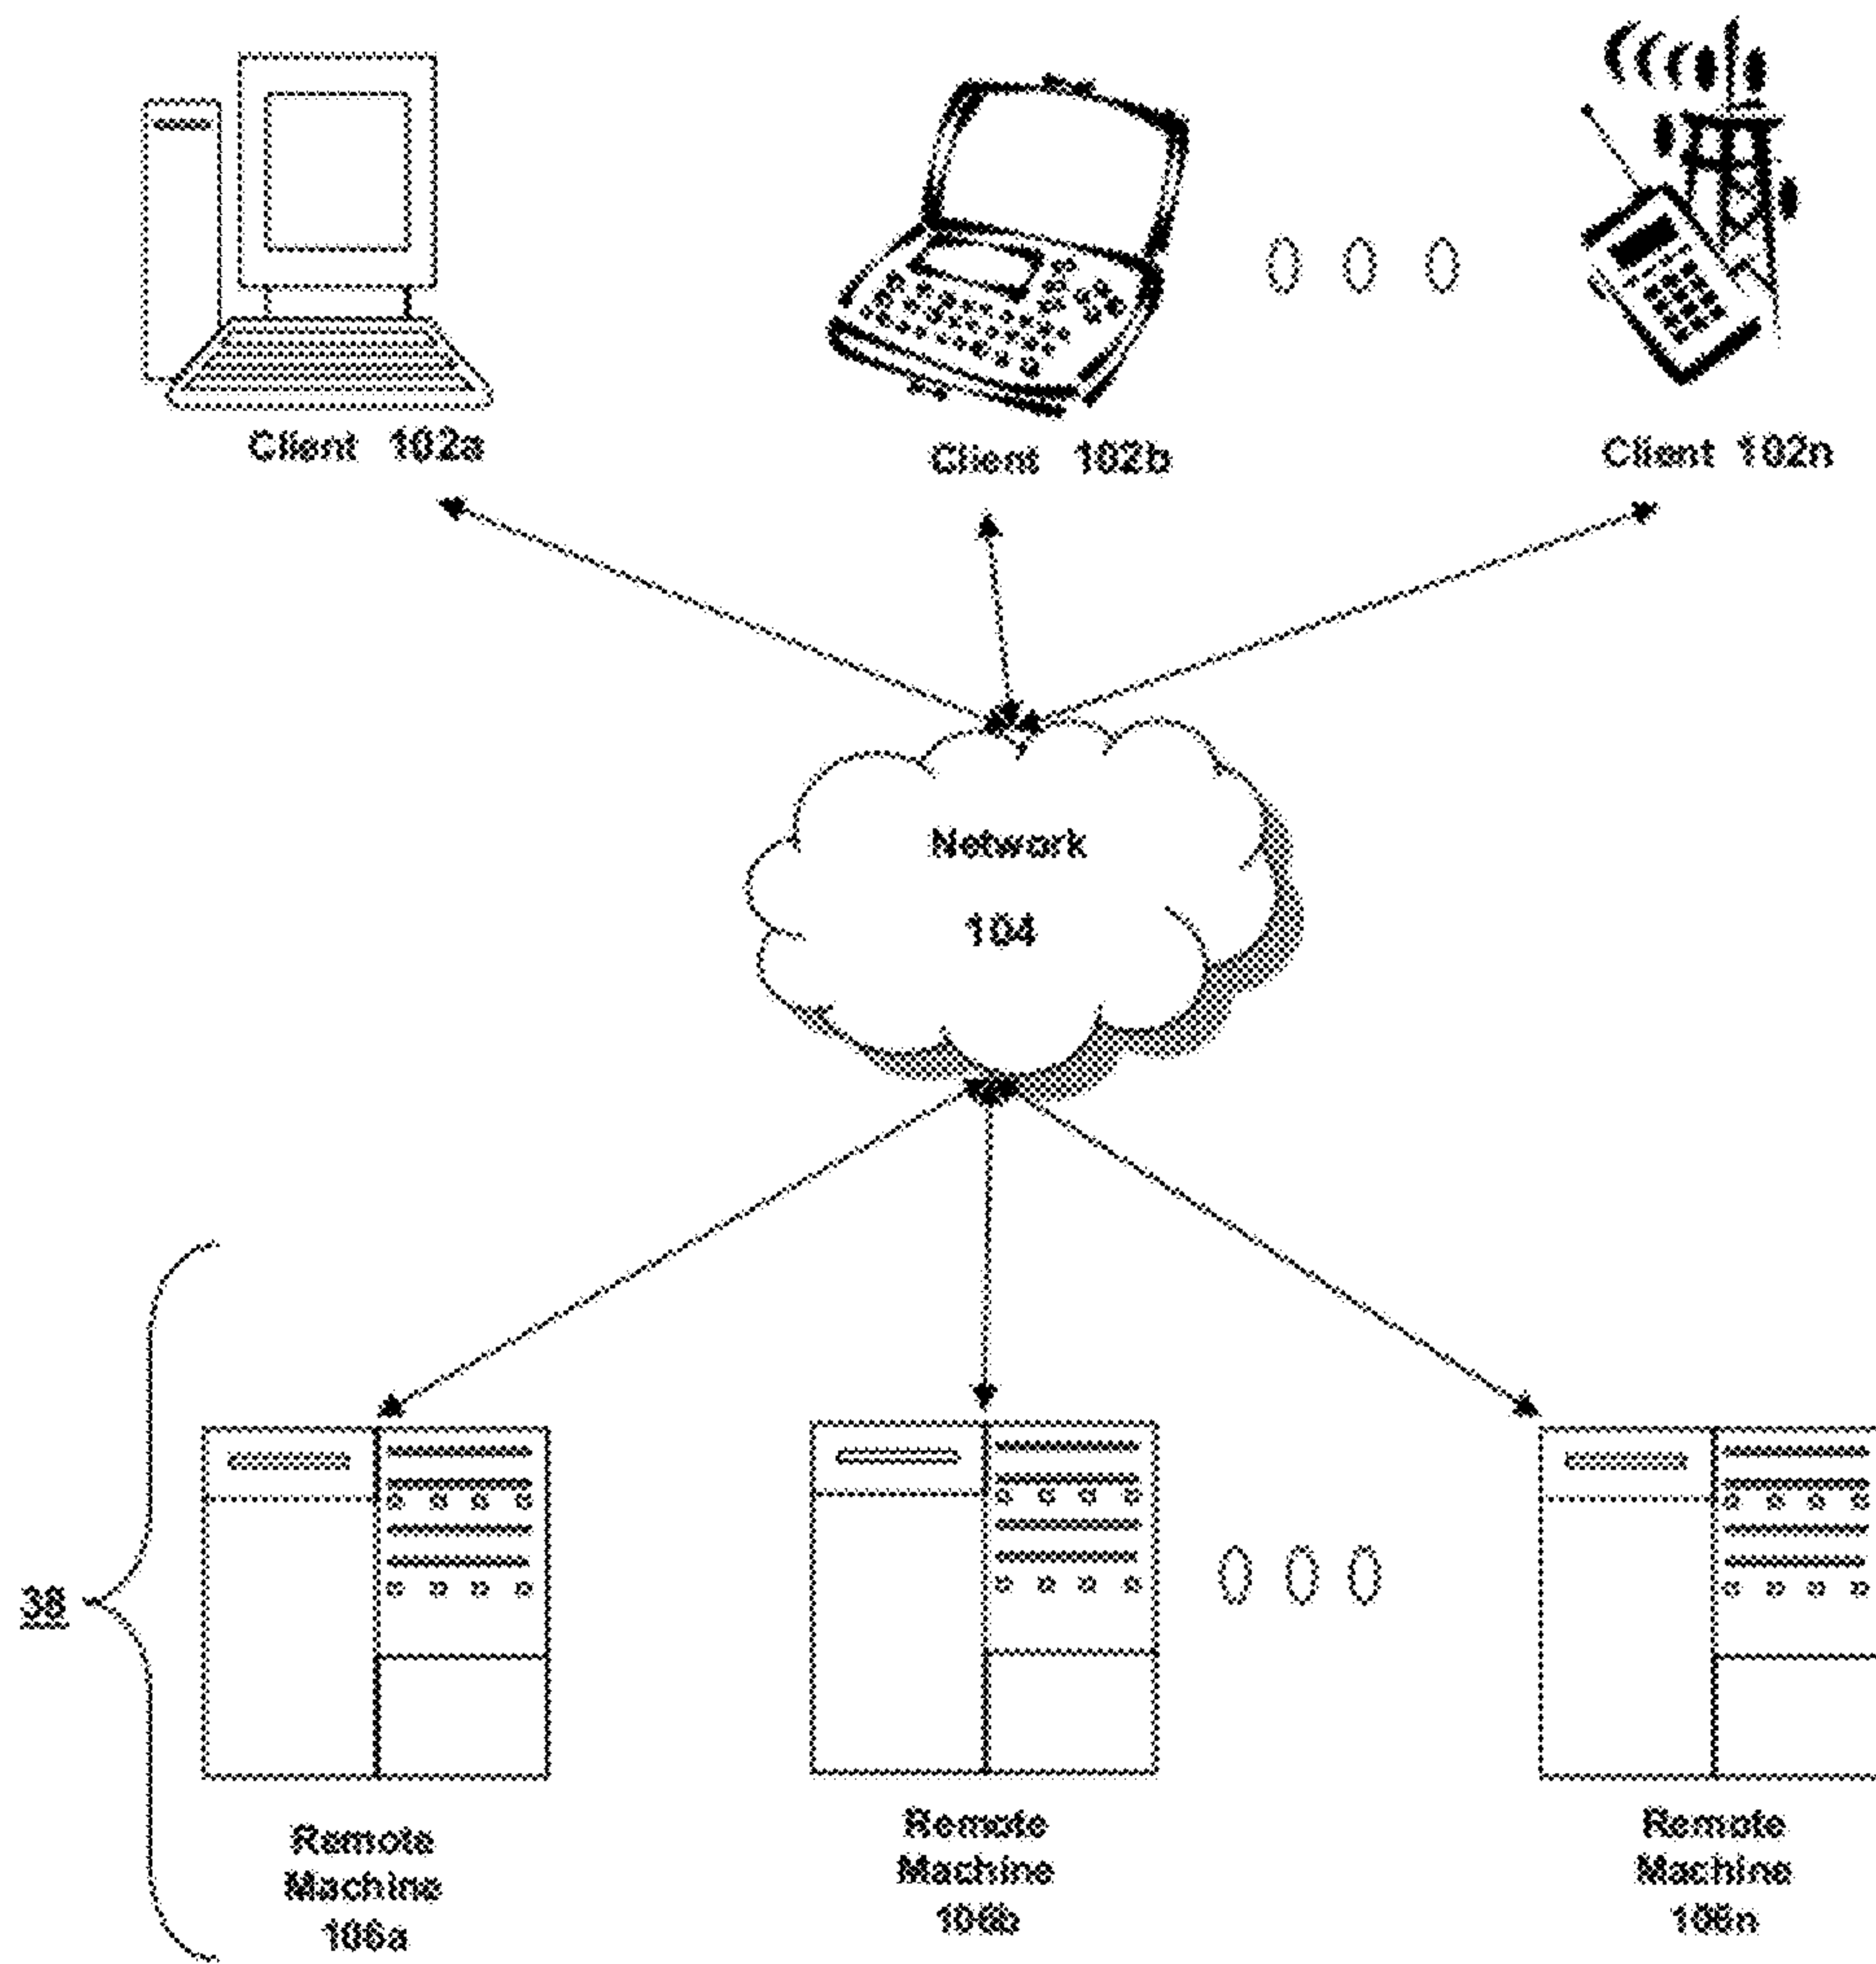 Client 102a
Client 102b
Client 102n
Network
104
38
Remote
Machine
106a
Remote
Machine
106b
Remote
Machine
106n